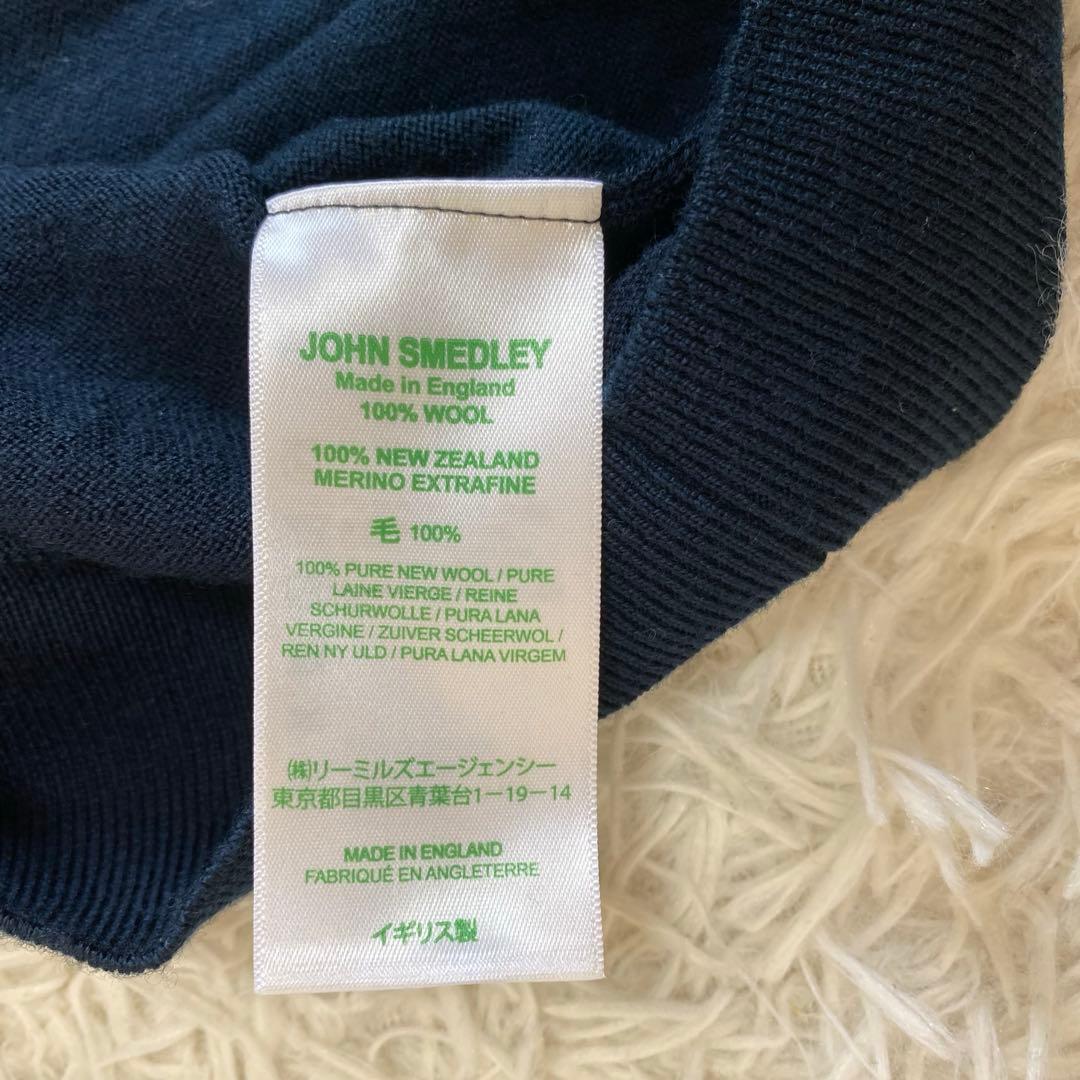 JOHN SMEDLEY
Made in England
100% WOOL
100% NEW ZEALAND
MERINO EXTRAFINE
毛 100%
100% PURE NEW WOOL / PURE
LAINE VIERGE / REINE
SCHURWOLLE / PURA LANA
VERGINE / ZUIVER SCHEERWOL /
REN NY ULD / PURA LANA VIRGEM
㈱リーミルズエージェンシー
東京都目黒区青葉台1-19-14
MADE IN ENGLAND
FABRIQUÉ EN ANGLETERRE
イギリス製